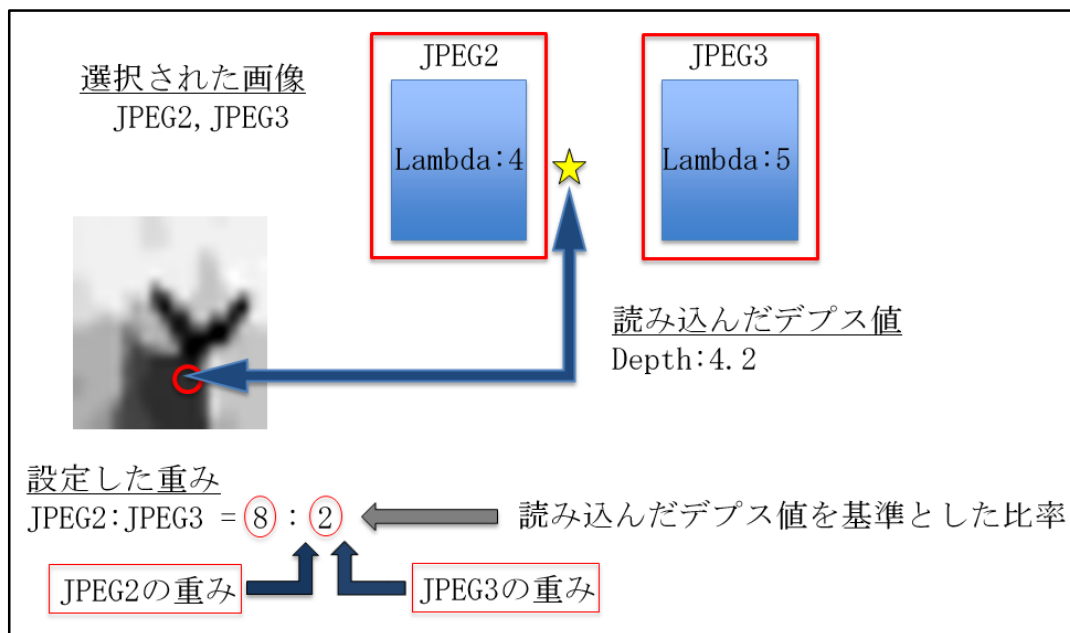 選択された画像
JPEG2,JPEG3
JPEG2
JPEG3
Lambda:4
Lambda:5
読み込んだデプス値
Depth:4.2
設定した重み
JPEG2:JPEG3 = 8 : 2
読み込んだデプス値を基準とした比率
JPEG2の重み
JPEG3の重み